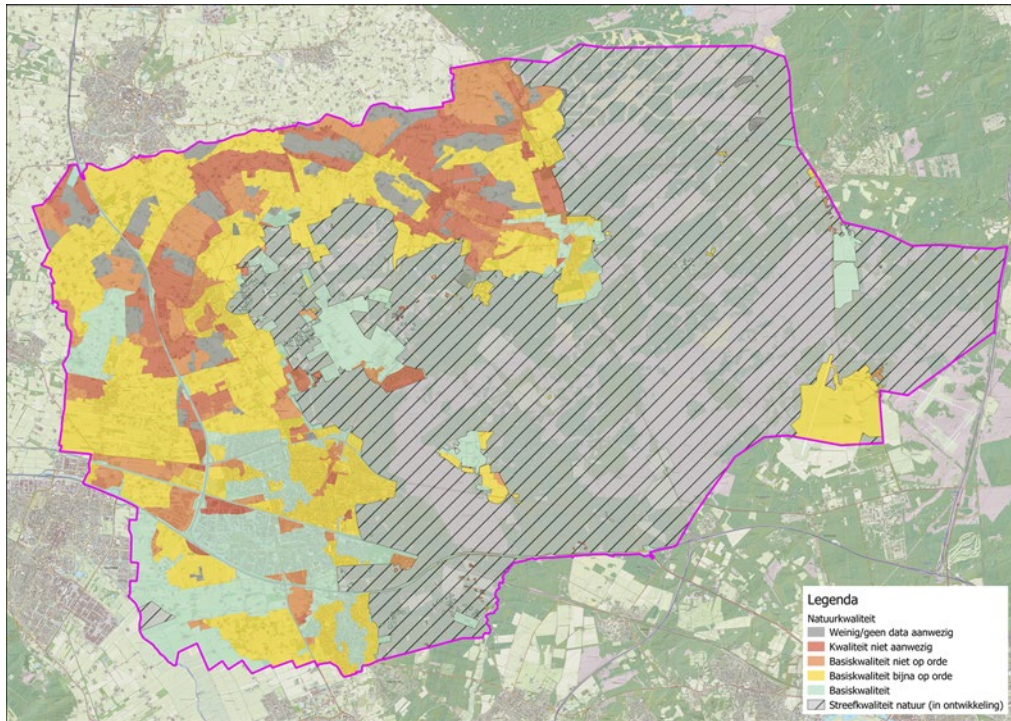 Legenda
Natuurkwaliteit
Weinig/geen data aanwezig
Kwaliteit niet aanwezig
Basiskwaliteit niet op orde
Basiskwaliteit bijna op orde
Basiskwaliteit
Streefkwaliteit natuur (in ontwikkeling)